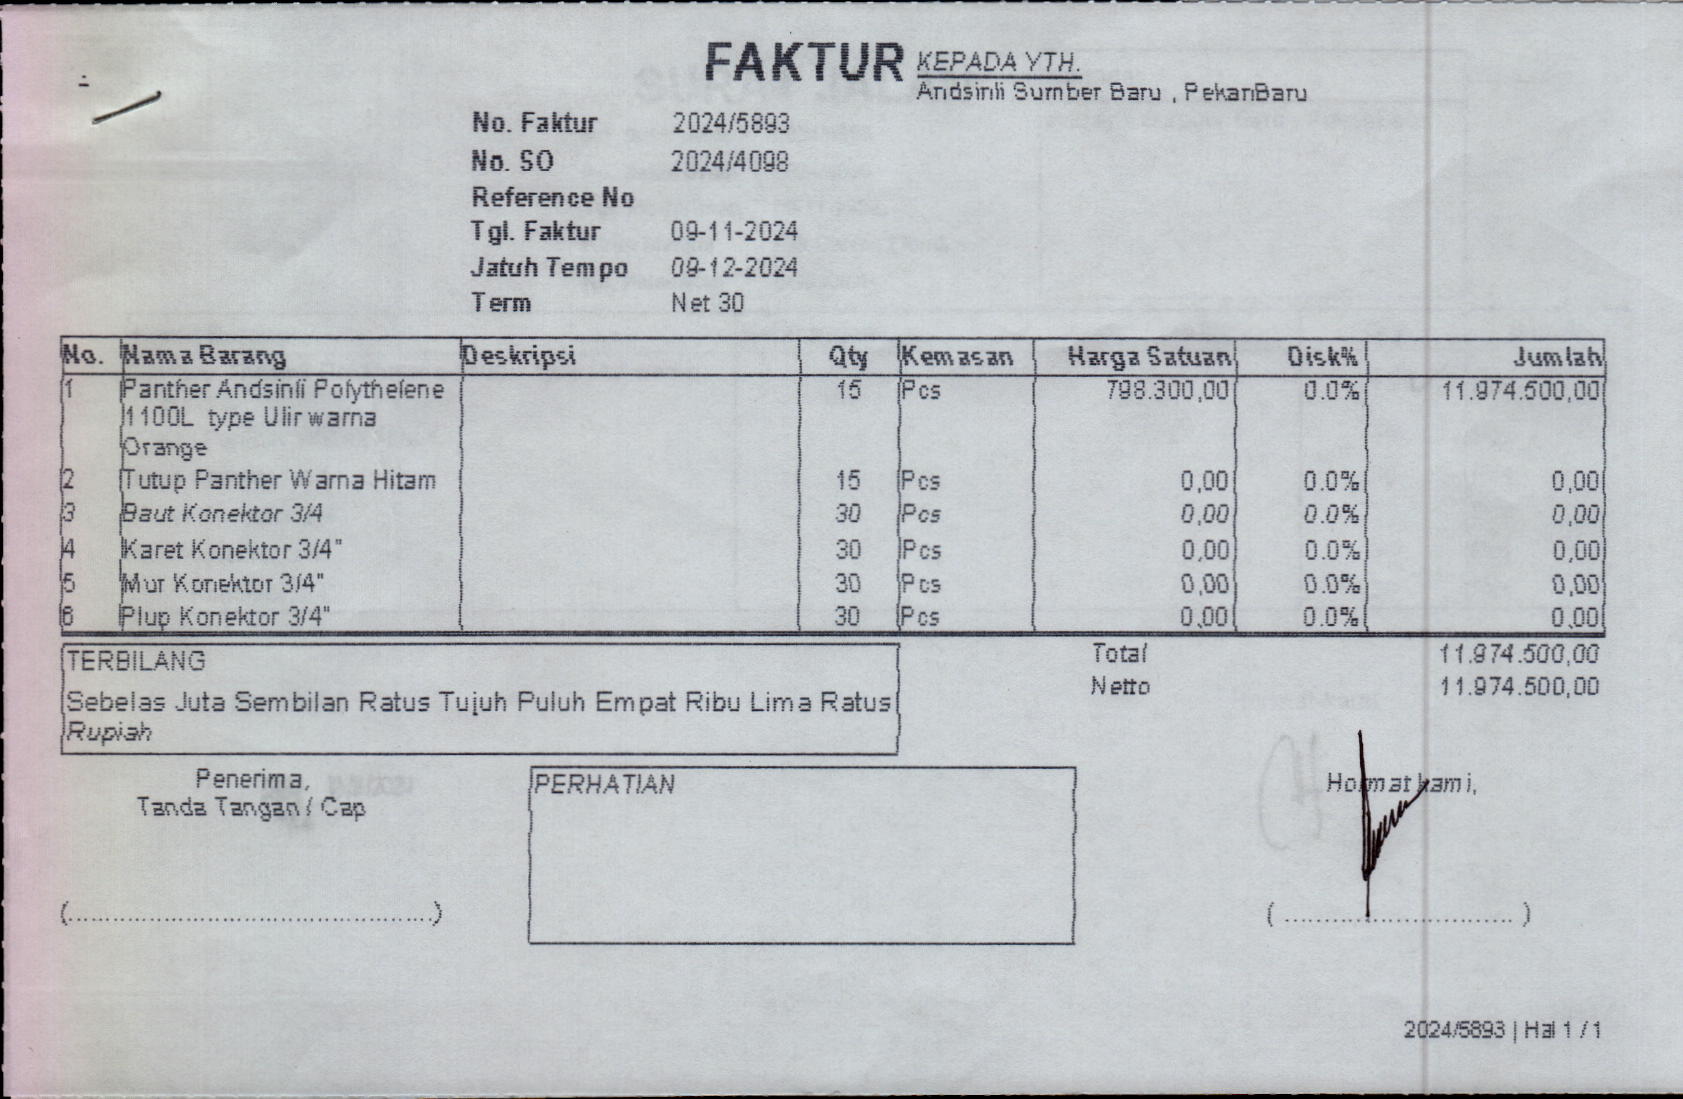 FAKTUR
KEPADA YTH.
Andsinli Sumber Baru , PekanBaru
No. Faktur 2024/5893
No. SO 2024/4098
Reference No
Tgl. Faktur 09-11-2024
Jatuh Tempo 09-12-2024
Term Net 30
No. Nama Barang Deskripsi Qty Kemasan Harga Satuan Disk% Jumlah
1 Panther Andsinli Polythelene 15 Pcs 798.300,00 0.0% 11.974.500,00
1100L type Ulir warna
Orange
2 Tutup Panther Warna Hitam 15 Pcs 0,00 0.0% 0,00
3 Baut Konektor 3/4 30 Pcs 0,00 0.0% 0,00
4 Karet Konektor 3/4" 30 Pcs 0,00 0.0% 0,00
5 Mur Konektor 3/4" 30 Pcs 0,00 0.0% 0,00
6 Plup Konektor 3/4" 30 Pcs 0,00 0.0% 0,00
TERBILANG
Sebelas Juta Sembilan Ratus Tujuh Puluh Empat Ribu Lima Ratus
Rupiah
Total 11.974.500,00
Netto 11.974.500,00
Penerima,
Tanda Tangan / Cap
(..........................................)
PERHATIAN
Hormat kami,
( ............................. )
2024/5893 | Hal 1 / 1